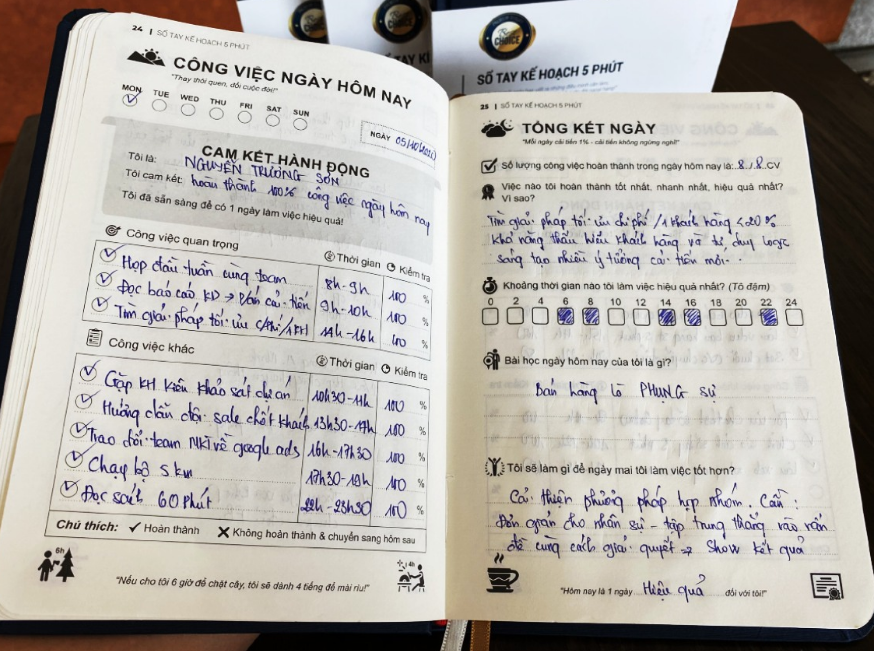 CHOICE
CHOICE
SỔ TAY KẾ HOẠCH 5 PHÚT
24 | SỔ TAY KẾ HOẠCH 5 PHÚT
CÔNG VIỆC NGÀY HÔM NAY
"Thay thói quen, đổi cuộc đời!"
MON TUE WED THU FRI SAT SUN
NGÀY 05/10/
CAM KẾT HÀNH ĐỘNG
Tôi là: NGUYỄN TRƯỜNG SƠN
Tôi cam kết: hoàn thành 100% công việc ngày hôm nay
Tôi đã sẵn sàng để có 1 ngày làm việc hiệu quả!
Công việc quan trọng Thời gian Kiểm tra
Họp đầu tuần cùng team 8h-9h 100 %
Đọc báo cáo KD → P/án cải tiến 9h-10h 100 %
Tìm giải pháp tối ưu C/Phí/1KH 14h-16h 100 %
Công việc khác Thời gian Kiểm tra
Gặp KH Kiên khảo sát dự án 10h30-11h 100 %
Hướng dẫn đội sale chốt khách 13h30-14h 100 %
Trao đổi team MKT về google ads 16h-17h30 100 %
Chạy bộ 5km 17h30-19h 100 %
Đọc sách 60 phút 22h-23h30 100 %
Chú thích: ✓ Hoàn thành ✗ Không hoàn thành & chuyển sang hôm sau
6h
4h
"Nếu cho tôi 6 giờ để chặt cây, tôi sẽ dành 4 tiếng để mài rìu!"
25 | SỔ TAY KẾ HOẠCH 5 PHÚT
TỔNG KẾT NGÀY
"Mỗi ngày cải tiến 1% - cải tiến không ngừng nghỉ!"
Số lượng công việc hoàn thành trong ngày hôm nay là: 8 / 8 CV
Việc nào tôi hoàn thành tốt nhất, nhanh nhất, hiệu quả nhất?
Vì sao?
Tìm giải pháp tối ưu chi phí /1 khách hàng ≤20%
Khả năng thấu hiểu khách hàng và tư duy logic
sáng tạo nhiều ý tưởng cải tiến mới..
Khoảng thời gian nào tôi làm việc hiệu quả nhất? (Tô đậm)
0 2 4 6 8 10 12 14 16 18 20 22 24
Bài học ngày hôm nay của tôi là gì?
Bán hàng là PHỤNG sự
Tôi sẽ làm gì để ngày mai tôi làm việc tốt hơn?
Cải thiện phương pháp họp nhóm. Cần:
Đơn giản cho nhân sự - tập trung thẳng vào vấn
đề cùng cách giải quyết => Show kết quả
"Hôm nay là 1 ngày Hiệu quả đối với tôi!"